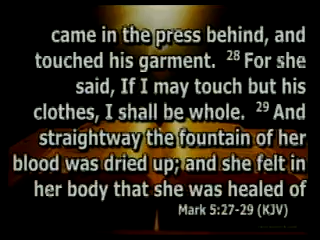 came in the press behind, and
touched his garment. 28 For she
said, If I may touch but his
clothes, I shall be whole. 29 And
straightway the fountain of her
blood was dried up; and she felt in
her body that she was healed of
Mark 5:27-29 (KJV)